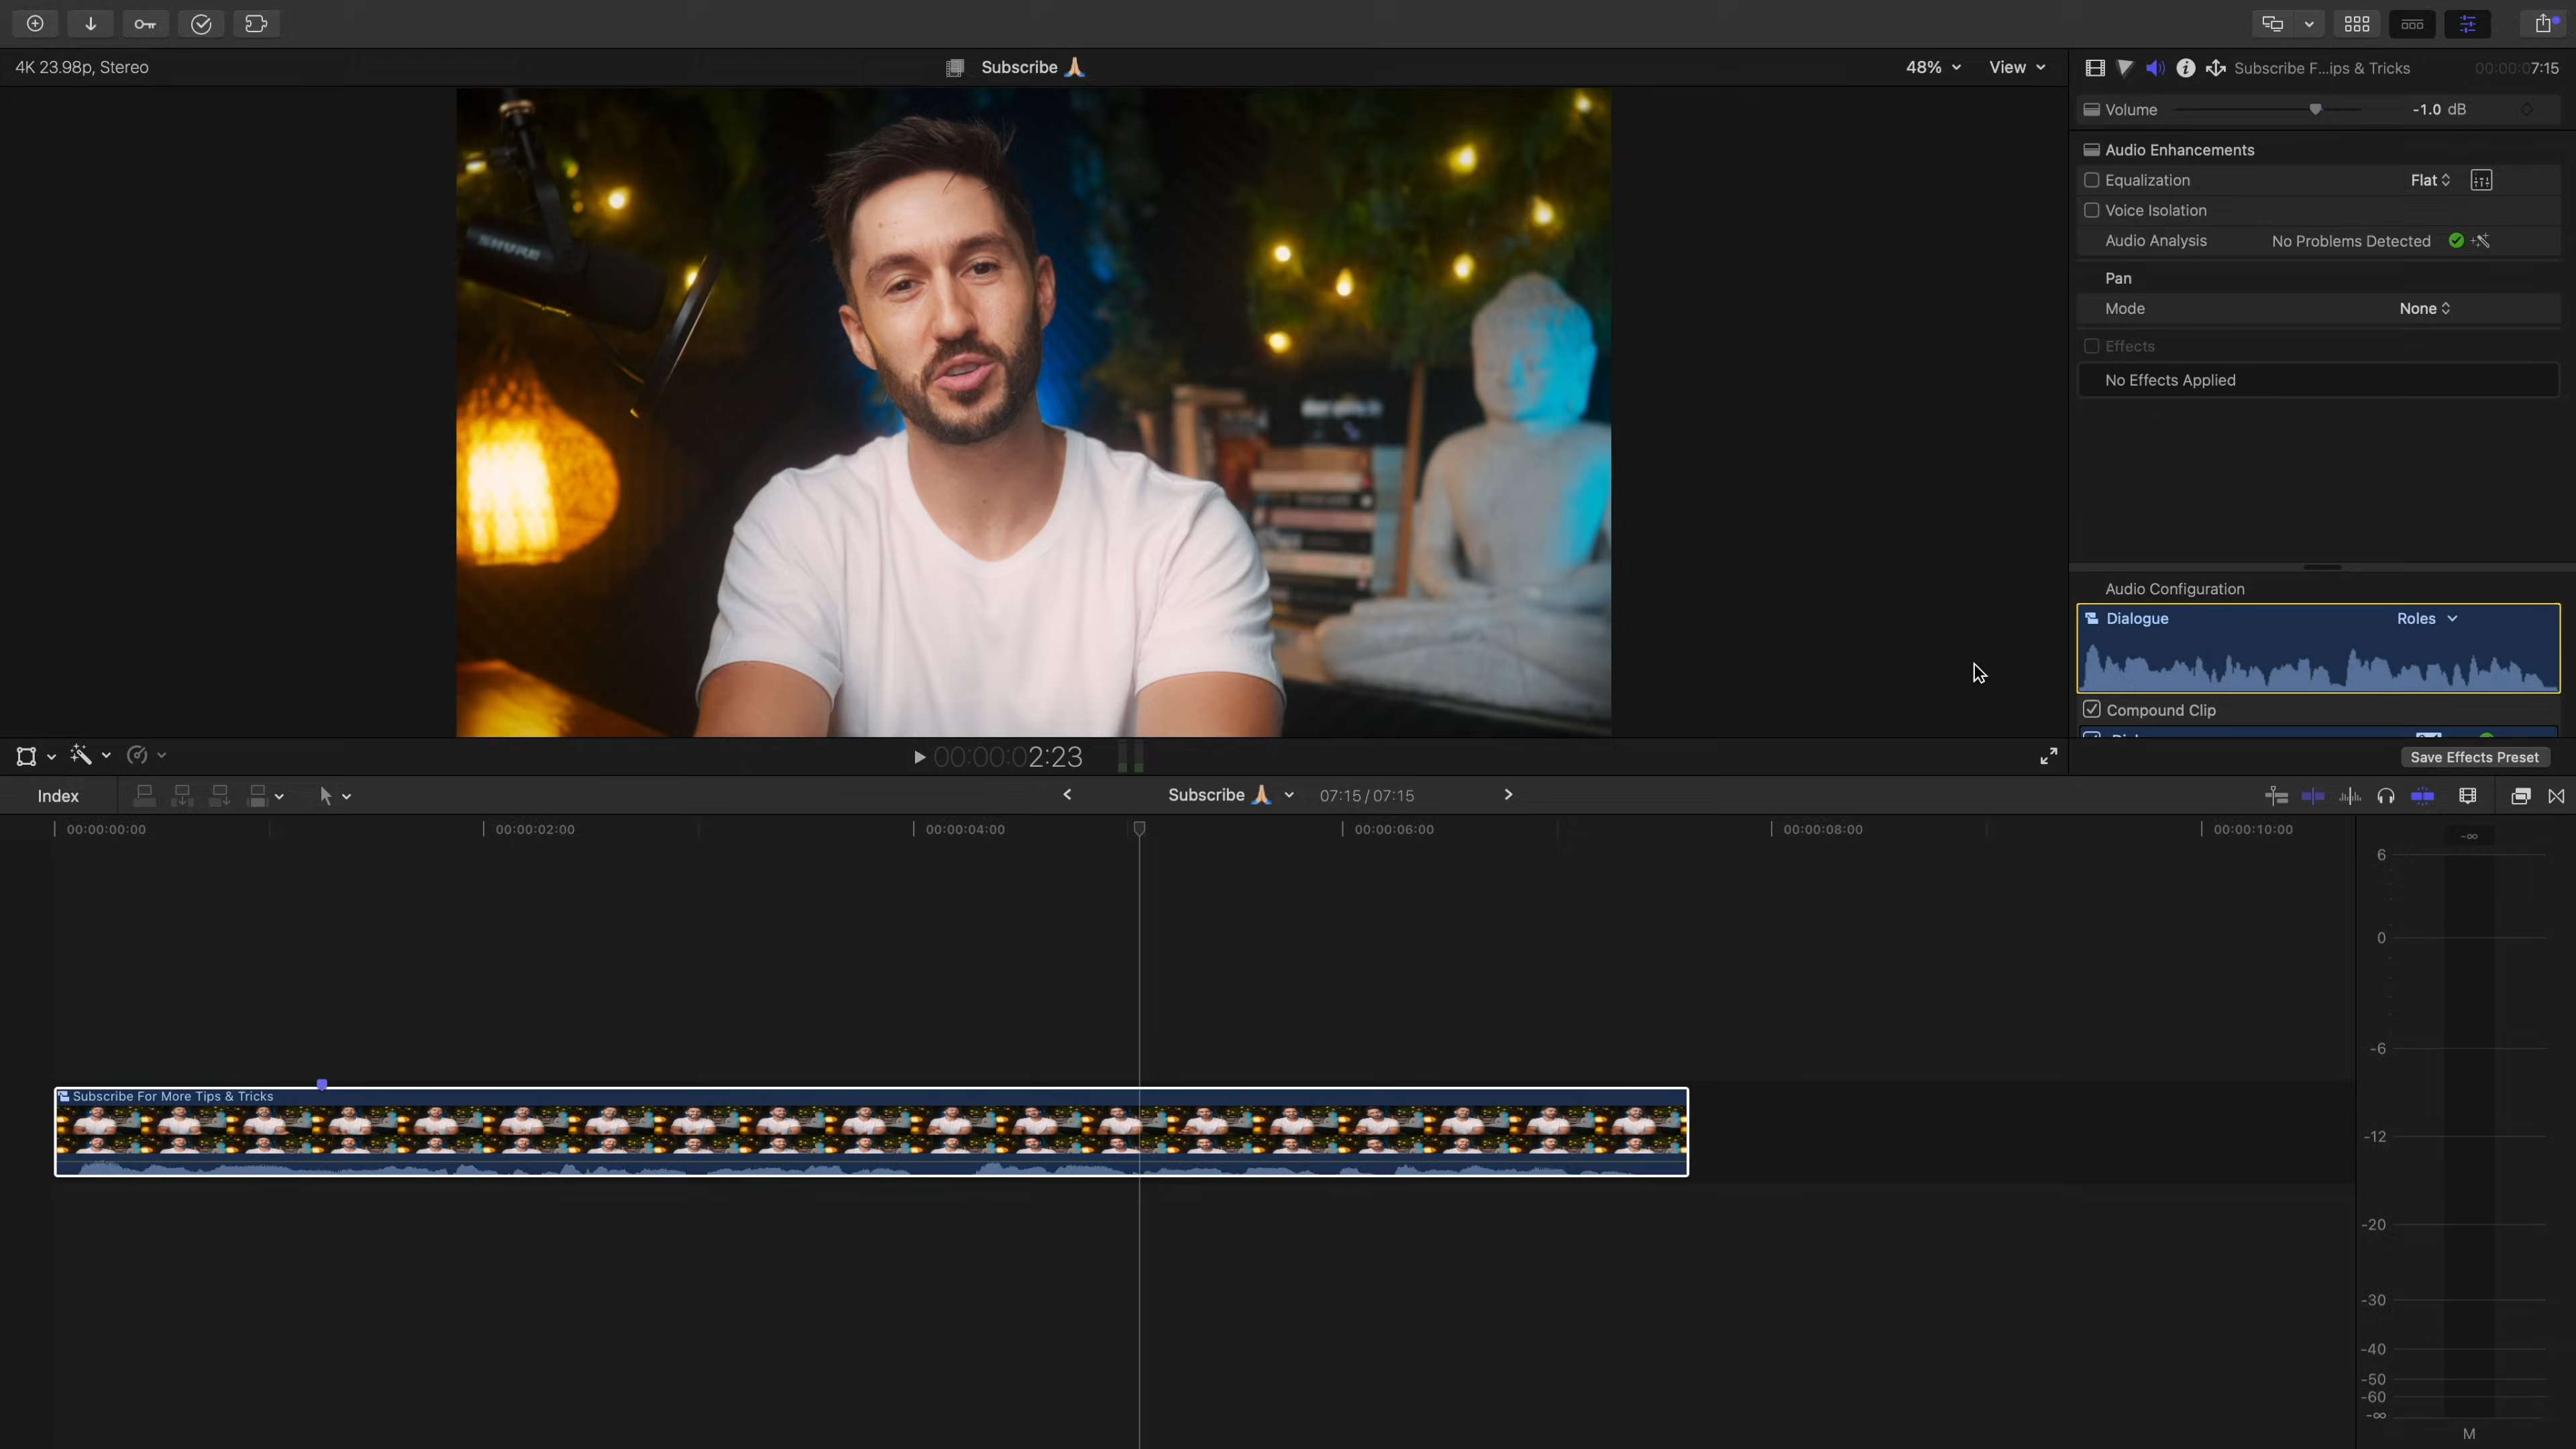 4K 23.98p, Stereo
Subscribe 🙏🏼
48%
View
Subscribe F...ips & Tricks
00:00:07:15
Volume
-1.0 dB
Audio Enhancements
Equalization
Flat
Voice Isolation
Audio Analysis
No Problems Detected
Pan
Mode
None
Effects
No Effects Applied
SHURE
Audio Configuration
Dialogue
Roles
Compound Clip
00:00:02:23
Save Effects Preset
Index
Subscribe 🙏🏼
07:15 / 07:15
00:00:00:00
00:00:02:00
00:00:04:00
00:00:06:00
00:00:08:00
00:00:10:00
-∞
6
0
-6
-12
-20
-30
-40
-50
-60
-∞
M
Subscribe For More Tips & Tricks